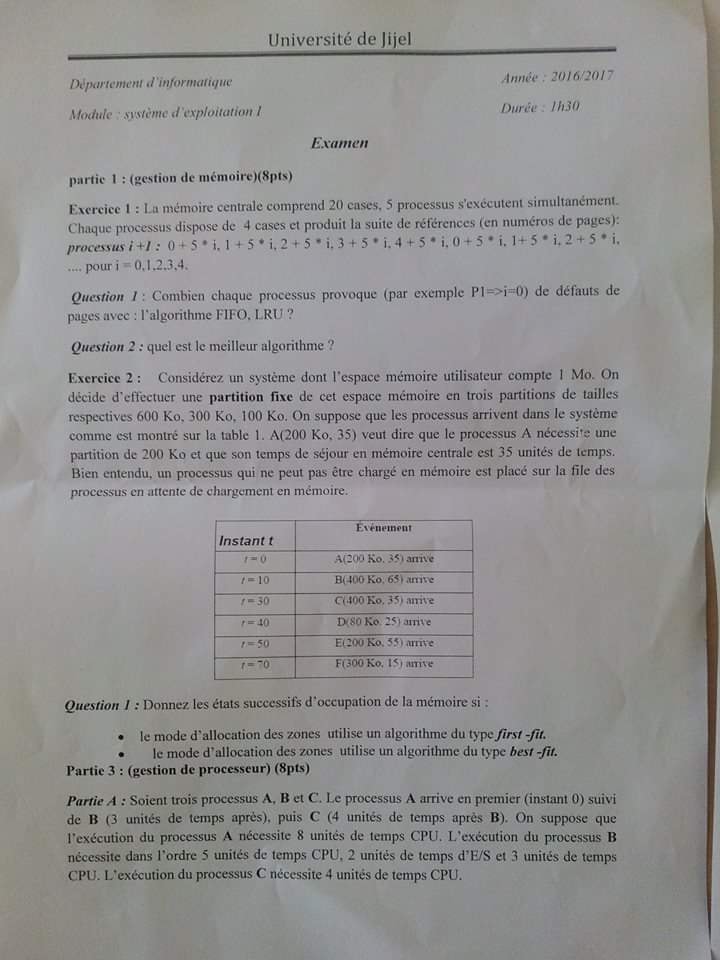 Université de Jijel
Département d'informatique
Année : 2016/2017
Module : système d'exploitation I
Durée : 1h30
Examen
partie 1 : (gestion de mémoire)(8pts)
Exercice 1 : La mémoire centrale comprend 20 cases, 5 processus s'exécutent simultanément.
Chaque processus dispose de 4 cases et produit la suite de références (en numéros de pages):
processus i +1 : 0 + 5 * i, 1 + 5 * i, 2 + 5 * i, 3 + 5 * i, 4 + 5 * i, 0 + 5 * i, 1+ 5 * i, 2 + 5 * i,
.... pour i = 0,1,2,3,4.
Question 1 : Combien chaque processus provoque (par exemple P1=>i=0) de défauts de
pages avec : l'algorithme FIFO, LRU ?
Question 2 : quel est le meilleur algorithme ?
Exercice 2 : Considérez un système dont l'espace mémoire utilisateur compte 1 Mo. On
décide d'effectuer une partition fixe de cet espace mémoire en trois partitions de tailles
respectives 600 Ko, 300 Ko, 100 Ko. On suppose que les processus arrivent dans le système
comme est montré sur la table 1. A(200 Ko, 35) veut dire que le processus A nécessite une
partition de 200 Ko et que son temps de séjour en mémoire centrale est 35 unités de temps.
Bien entendu, un processus qui ne peut pas être chargé en mémoire est placé sur la file des
processus en attente de chargement en mémoire.
Instant t
Événement
t = 0
A(200 Ko, 35) arrive
t = 10
B(400 Ko, 65) arrive
t = 30
C(400 Ko, 35) arrive
t = 40
D(80 Ko, 25) arrive
t = 50
E(200 Ko, 55) arrive
t = 70
F(300 Ko, 15) arrive
Question 1 : Donnez les états successifs d'occupation de la mémoire si :
• le mode d'allocation des zones utilise un algorithme du type first -fit.
• le mode d'allocation des zones utilise un algorithme du type best -fit.
Partie 3 : (gestion de processeur) (8pts)
Partie A : Soient trois processus A, B et C. Le processus A arrive en premier (instant 0) suivi
de B (3 unités de temps après), puis C (4 unités de temps après B). On suppose que
l'exécution du processus A nécessite 8 unités de temps CPU. L'exécution du processus B
nécessite dans l'ordre 5 unités de temps CPU, 2 unités de temps d'E/S et 3 unités de temps
CPU. L'exécution du processus C nécessite 4 unités de temps CPU.